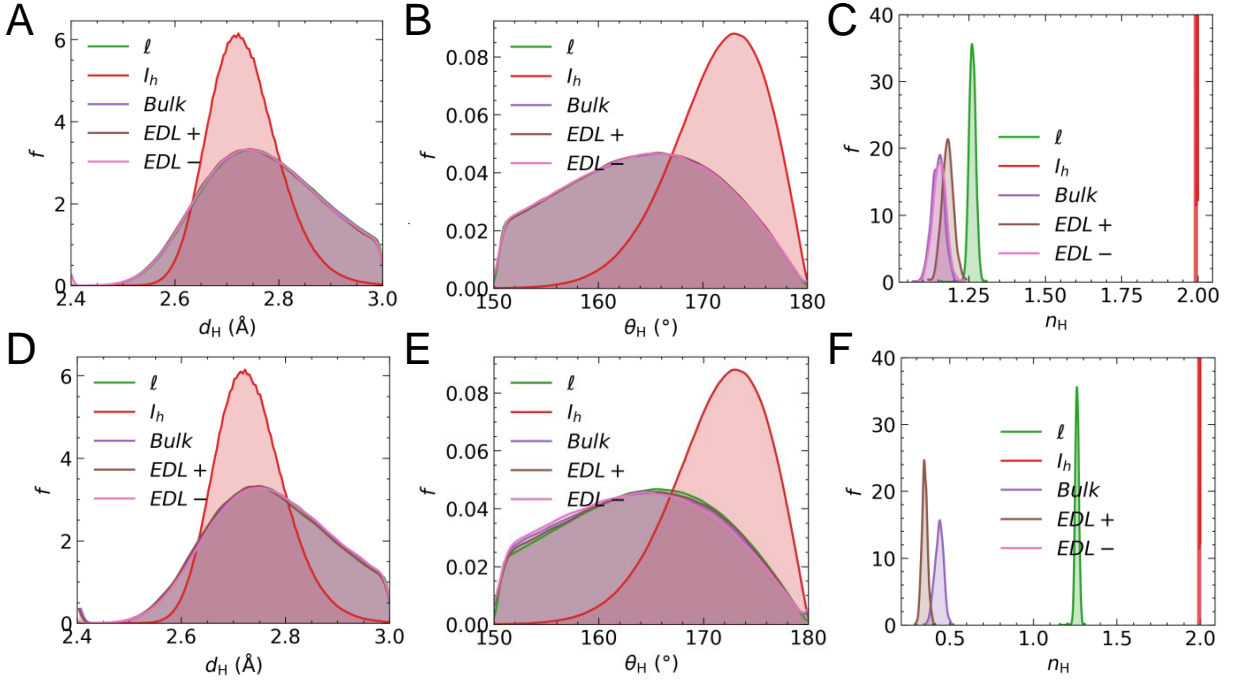 A
6
4
2
0
f
ℓ
I_h
Bulk
EDL +
EDL −
2.4
2.6
2.8
3.0
d_H (Å)
B
0.08
0.06
0.04
0.02
0.00
f
ℓ
I_h
Bulk
EDL +
EDL −
150
160
170
180
θ_H (°)
C
40
30
20
10
0
f
ℓ
I_h
Bulk
EDL +
EDL −
1.25
1.50
1.75
2.00
n_H
D
6
4
2
0
f
ℓ
I_h
Bulk
EDL +
EDL −
2.4
2.6
2.8
3.0
d_H (Å)
E
0.08
0.06
0.04
0.02
0.00
f
ℓ
I_h
Bulk
EDL +
EDL −
150
160
170
180
θ_H (°)
F
40
30
20
10
0
f
ℓ
I_h
Bulk
EDL +
EDL −
0.5
1.0
1.5
2.0
n_H